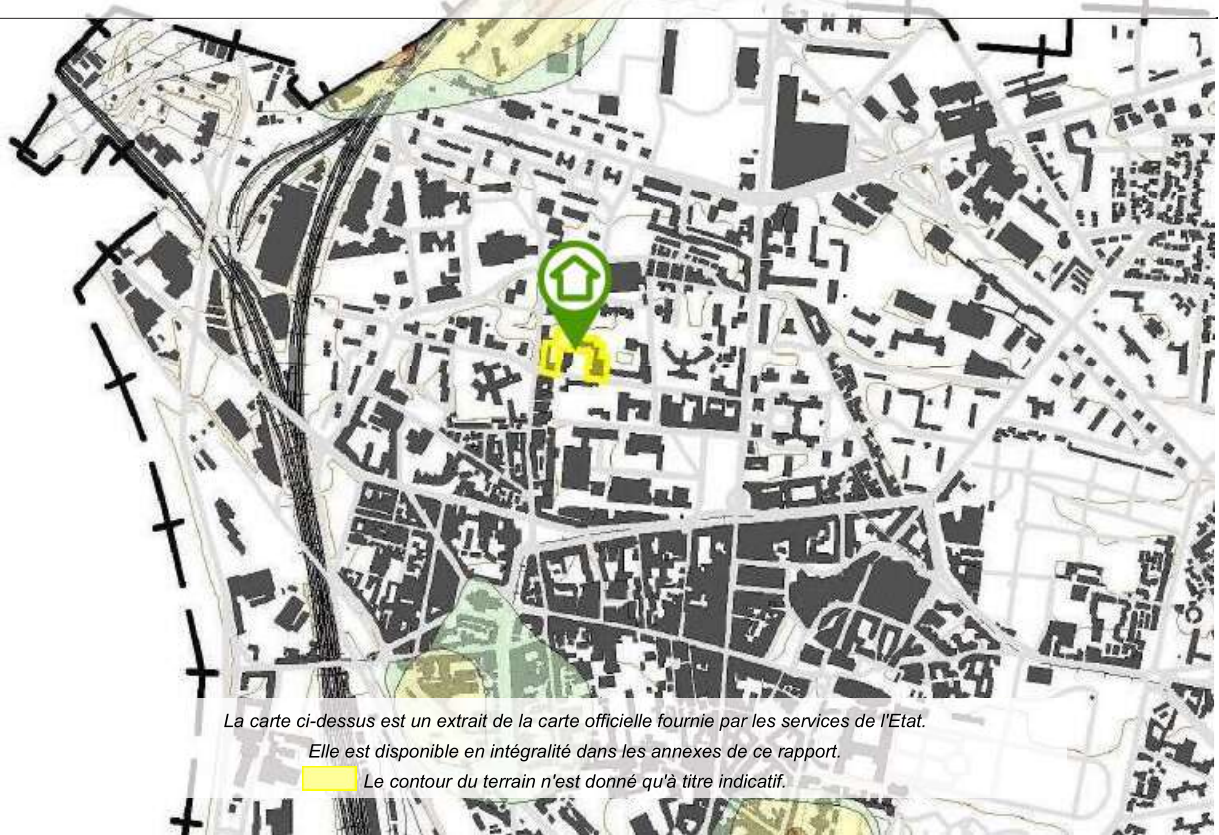 La carte ci-dessus est un extrait de la carte officielle fournie par les services de l'Etat.
Elle est disponible en intégralité dans les annexes de ce rapport.
Le contour du terrain n'est donné qu'à titre indicatif.